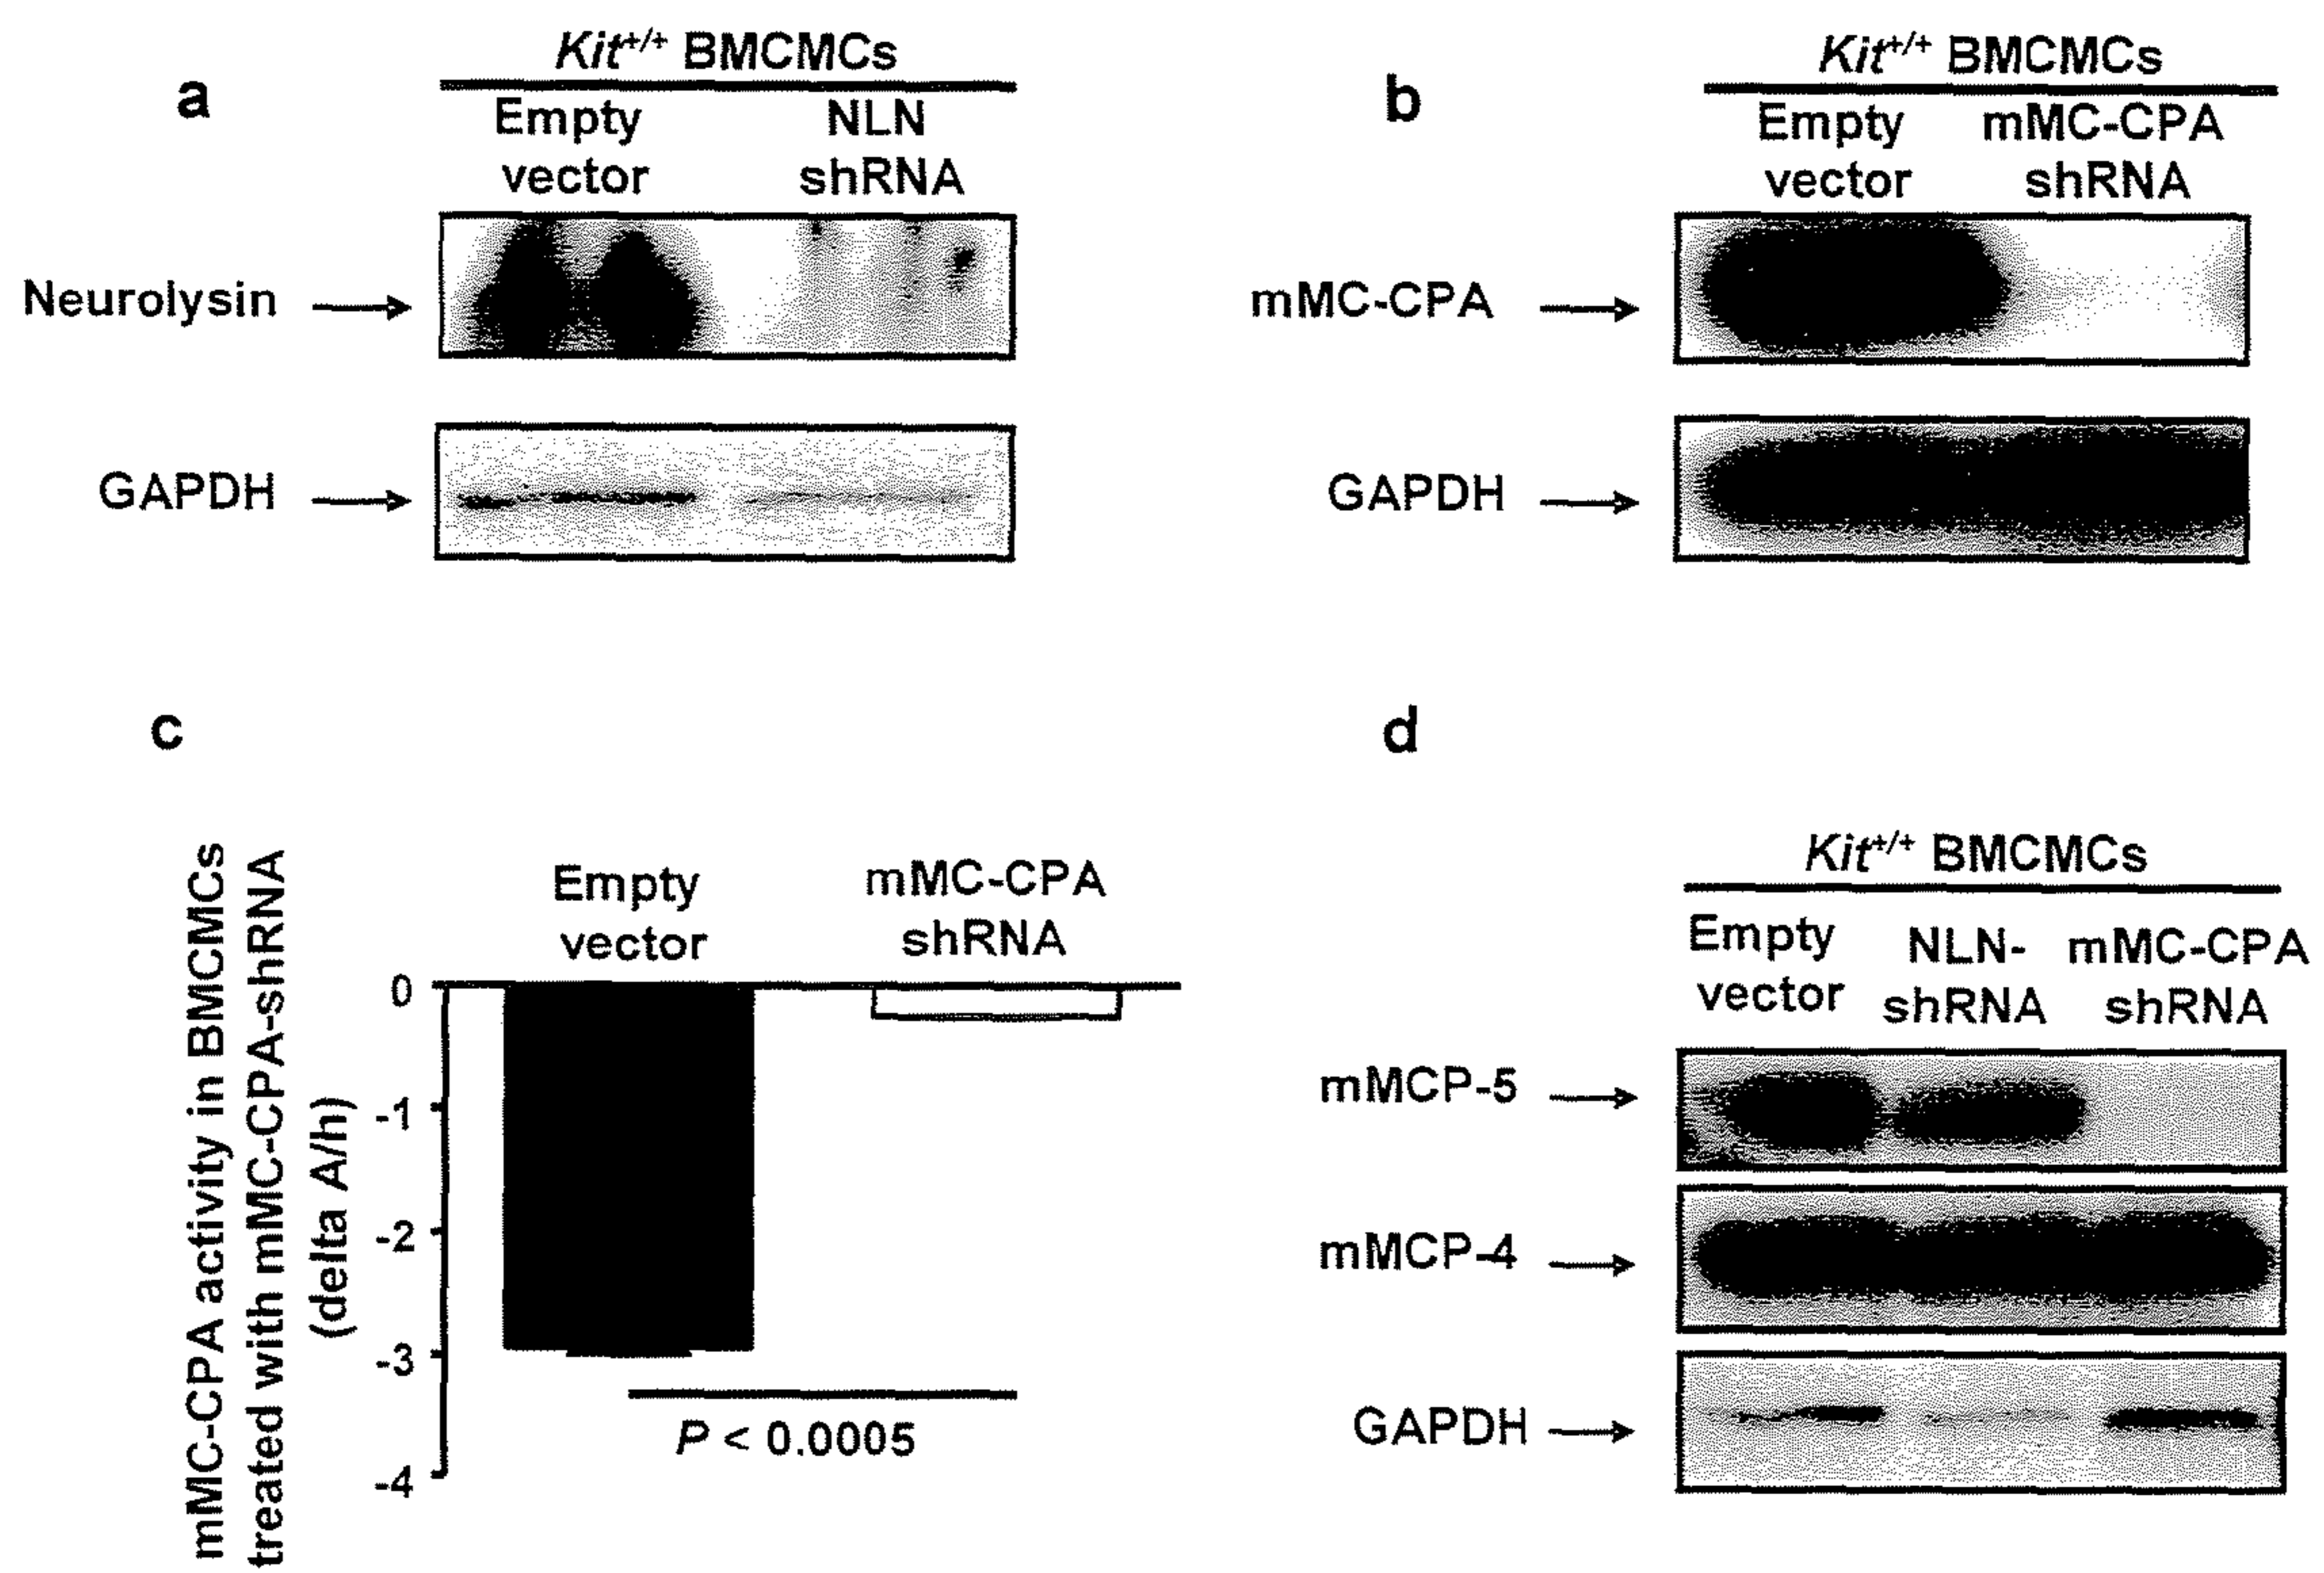 a
Kit+/+ BMCMCs
Empty vector
NLN shRNA
Neurolysin
GAPDH
b
Kit+/+ BMCMCs
Empty vector
mMC-CPA shRNA
mMC-CPA
GAPDH
c
mMC-CPA activity in BMCMCs
treated with mMC-CPA-shRNA
(delta A/h)
Empty vector
mMC-CPA shRNA
0
-1
-2
-3
-4
P < 0.0005
d
Kit+/+ BMCMCs
Empty vector
NLN-shRNA
mMC-CPA shRNA
mMCP-5
mMCP-4
GAPDH